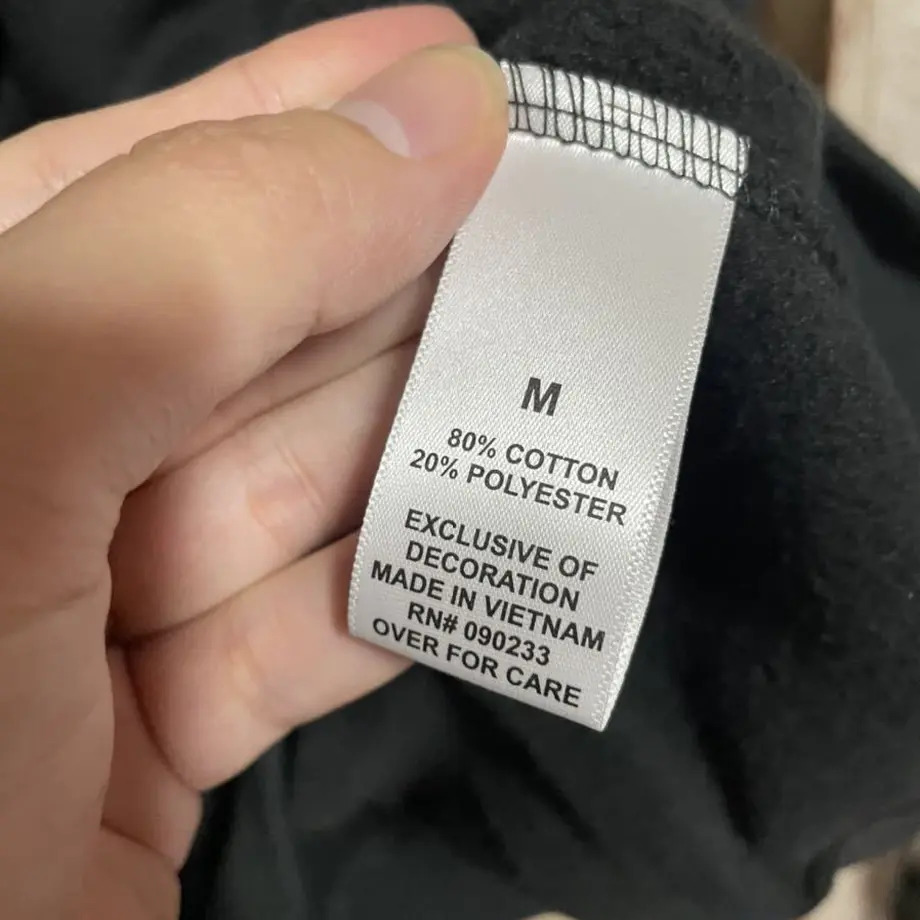 M
80% COTTON
20% POLYESTER
EXCLUSIVE OF
DECORATION
MADE IN VIETNAM
RN# 090233
OVER FOR CARE